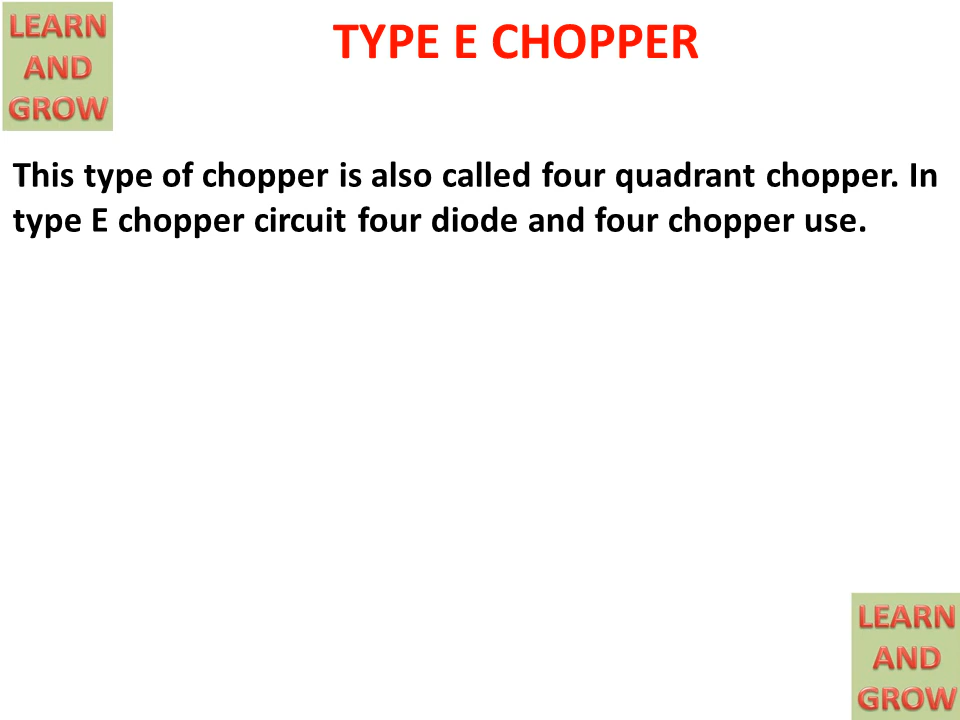 LEARN
AND
GROW
TYPE E CHOPPER
This type of chopper is also called four quadrant chopper. In
type E chopper circuit four diode and four chopper use.
LEARN
AND
GROW